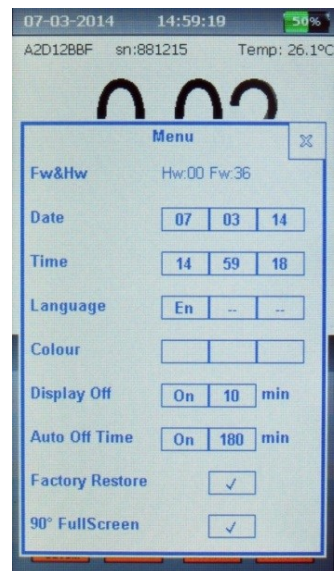 07-03-2014 14:59:19 50%
A2D12BBF sn:881215 Temp: 26.1ºC
Menu
Fw&Hw Hw:00 Fw:36
Date 07 03 14
Time 14 59 18
Language En -- --
Colour
Display Off On 10 min
Auto Off Time On 180 min
Factory Restore ✓
90° FullScreen ✓